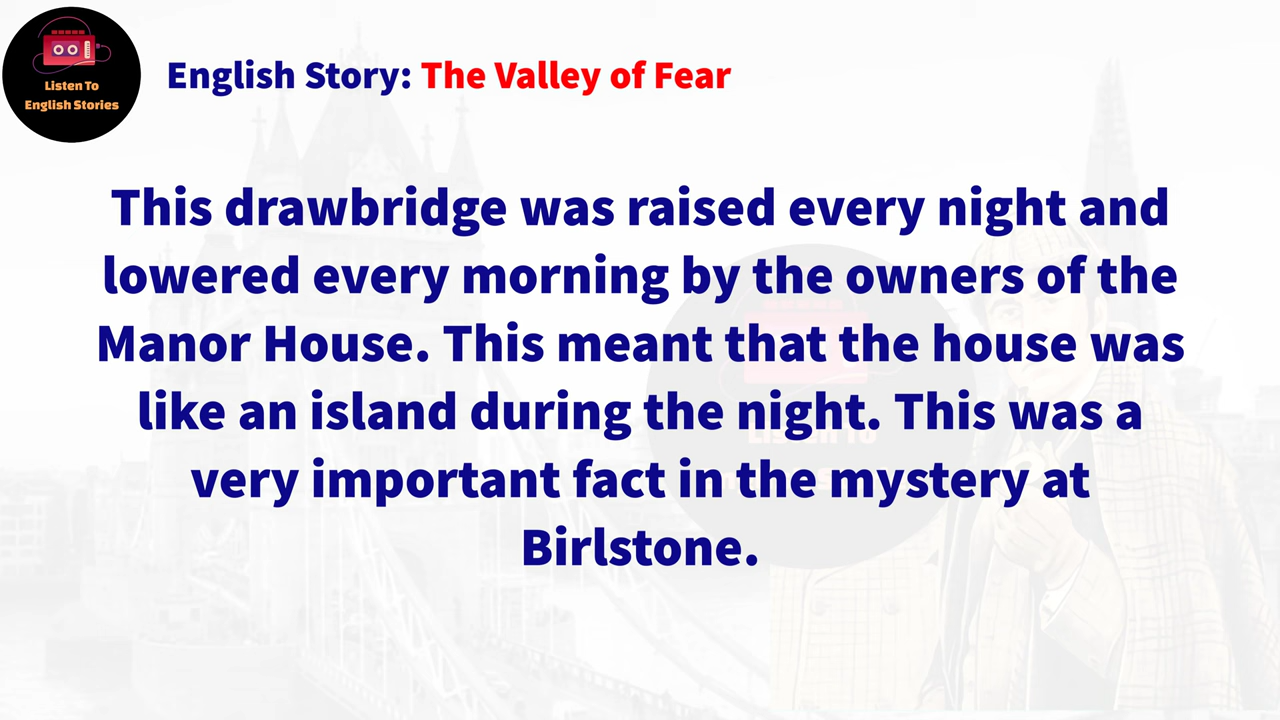 Listen To
English Stories
English Story: The Valley of Fear
This drawbridge was raised every night and
lowered every morning by the owners of the
Manor House. This meant that the house was
like an island during the night. This was a
very important fact in the mystery at
Birlstone.